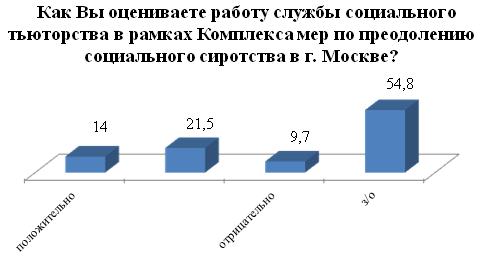 Как Вы оцениваете работу службы социального
тьюторства в рамках Комплекса мер по преодолению
социального сиротства в г. Москве?
54,8
21,5
14
9,7
положительно
отрицательно
з/о